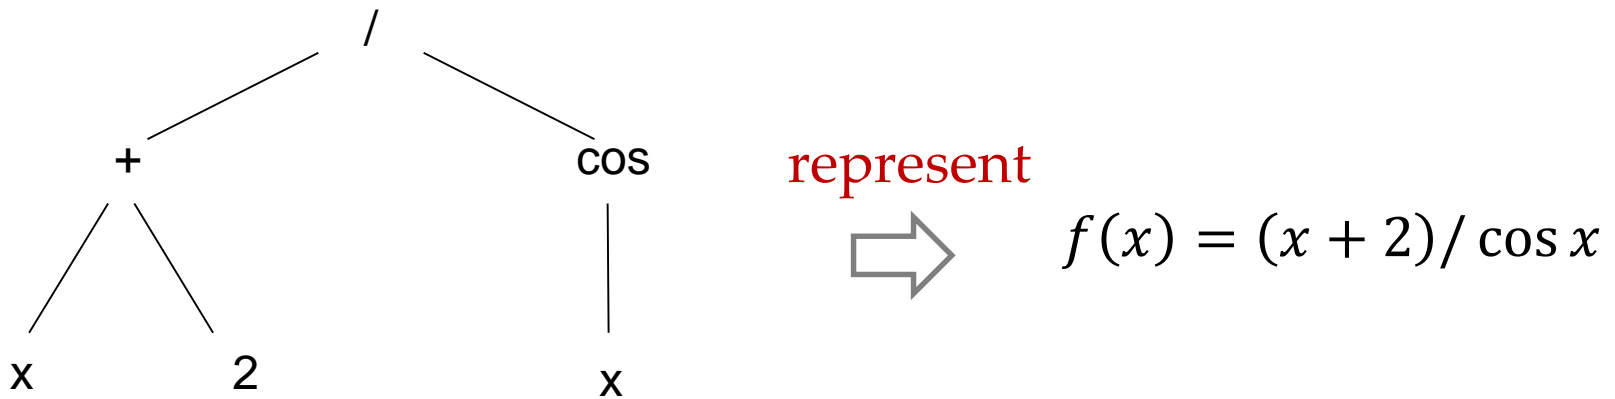 /
+ cos
represent
f(x) = (x + 2)/ cos x
x 2 x